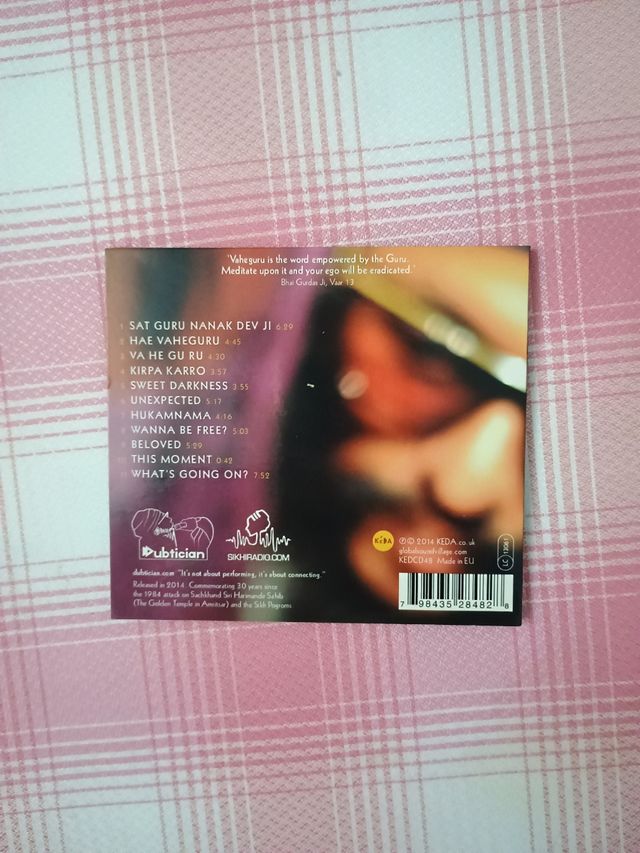 'Vaheguru is the word empowered by the Guru.
Meditate upon it and your ego will be eradicated.'
Bhai Gurdas Ji, Vaar 13
1 SAT GURU NANAK DEV JI 6:29
2 HAE VAHEGURU 4:45
3 VA HE GU RU 4:30
4 KIRPA KARRO 3:57
5 SWEET DARKNESS 3:55
6 UNEXPECTED 5:17
7 HUKAMNAMA 4:16
8 WANNA BE FREE? 5:03
9 BELOVED 5:29
10 THIS MOMENT 0:42
11 WHAT'S GOING ON? 7:52
Dubtician
SIKHIRADIO.COM
dubtician.com "It's not about performing, it's about connecting."
Released in 2014. Commemorating 30 years since
the 1984 attack on Sachkhand Siri Harimandir Sahib
(The Golden Temple in Amritsar) and the Sikh Pogroms
KEDA
℗ © 2014 KEDA.co.uk
globalsoundvillage.com
KEDCD48 Made in EU
LC 19061
7 98435 28482 8